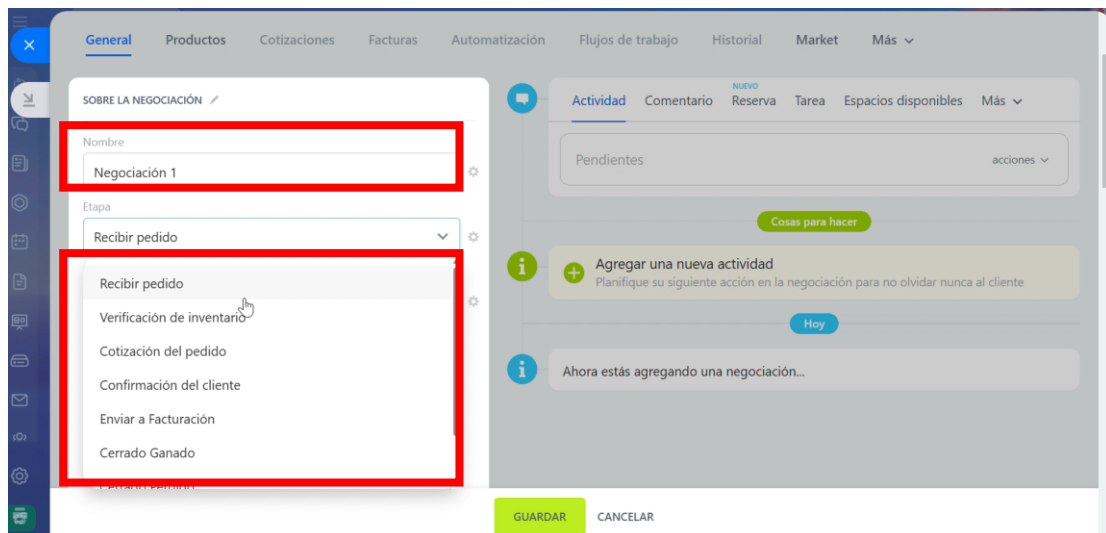 General Productos Cotizaciones Facturas Automatización Flujos de trabajo Historial Market Más
SOBRE LA NEGOCIACIÓN
Nombre
Negociación 1
Etapa
Recibir pedido
Recibir pedido
Verificación de inventario
Cotización del pedido
Confirmación del cliente
Enviar a Facturación
Cerrado Ganado
Cerrado Perdido
NUEVO
Actividad Comentario Reserva Tarea Espacios disponibles Más
Pendientes acciones
Cosas para hacer
Agregar una nueva actividad
Planifique su siguiente acción en la negociación para no olvidar nunca al cliente
Hoy
Ahora estás agregando una negociación...
GUARDAR CANCELAR